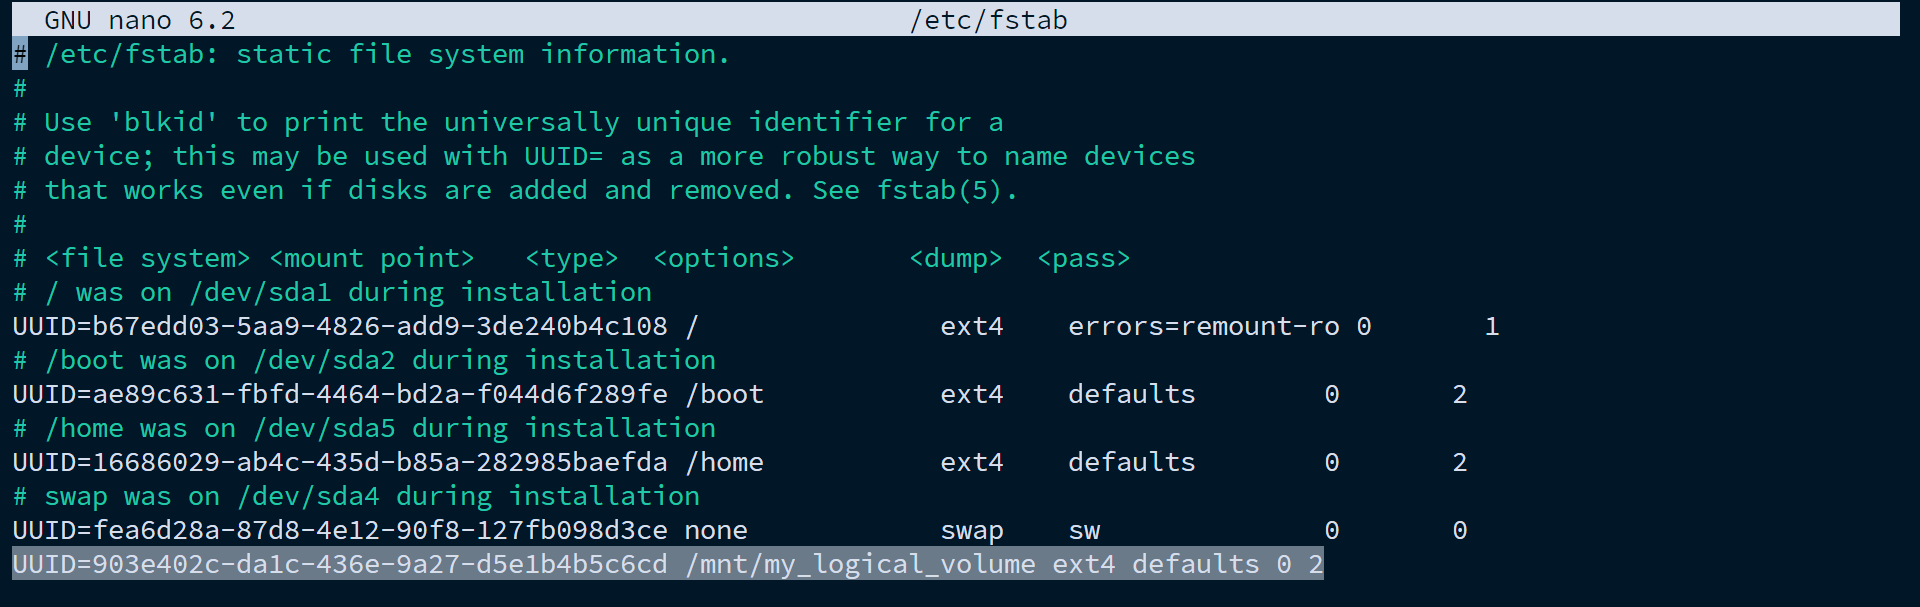 GNU nano 6.2 /etc/fstab
# /etc/fstab: static file system information.
#
# Use 'blkid' to print the universally unique identifier for a
# device; this may be used with UUID= as a more robust way to name devices
# that works even if disks are added and removed. See fstab(5).
#
# <file system> <mount point>   <type>  <options>       <dump>  <pass>
# / was on /dev/sda1 during installation
UUID=b67edd03-5aa9-4826-add9-3de240b4c108 /               ext4    errors=remount-ro 0       1
# /boot was on /dev/sda2 during installation
UUID=ae89c631-fbfd-4464-bd2a-f044d6f289fe /boot           ext4    defaults        0       2
# /home was on /dev/sda5 during installation
UUID=16686029-ab4c-435d-b85a-282985baefda /home           ext4    defaults        0       2
# swap was on /dev/sda4 during installation
UUID=fea6d28a-87d8-4e12-90f8-127fb098d3ce none            swap    sw              0       0
UUID=903e402c-da1c-436e-9a27-d5e1b4b5c6cd /mnt/my_logical_volume ext4 defaults 0 2